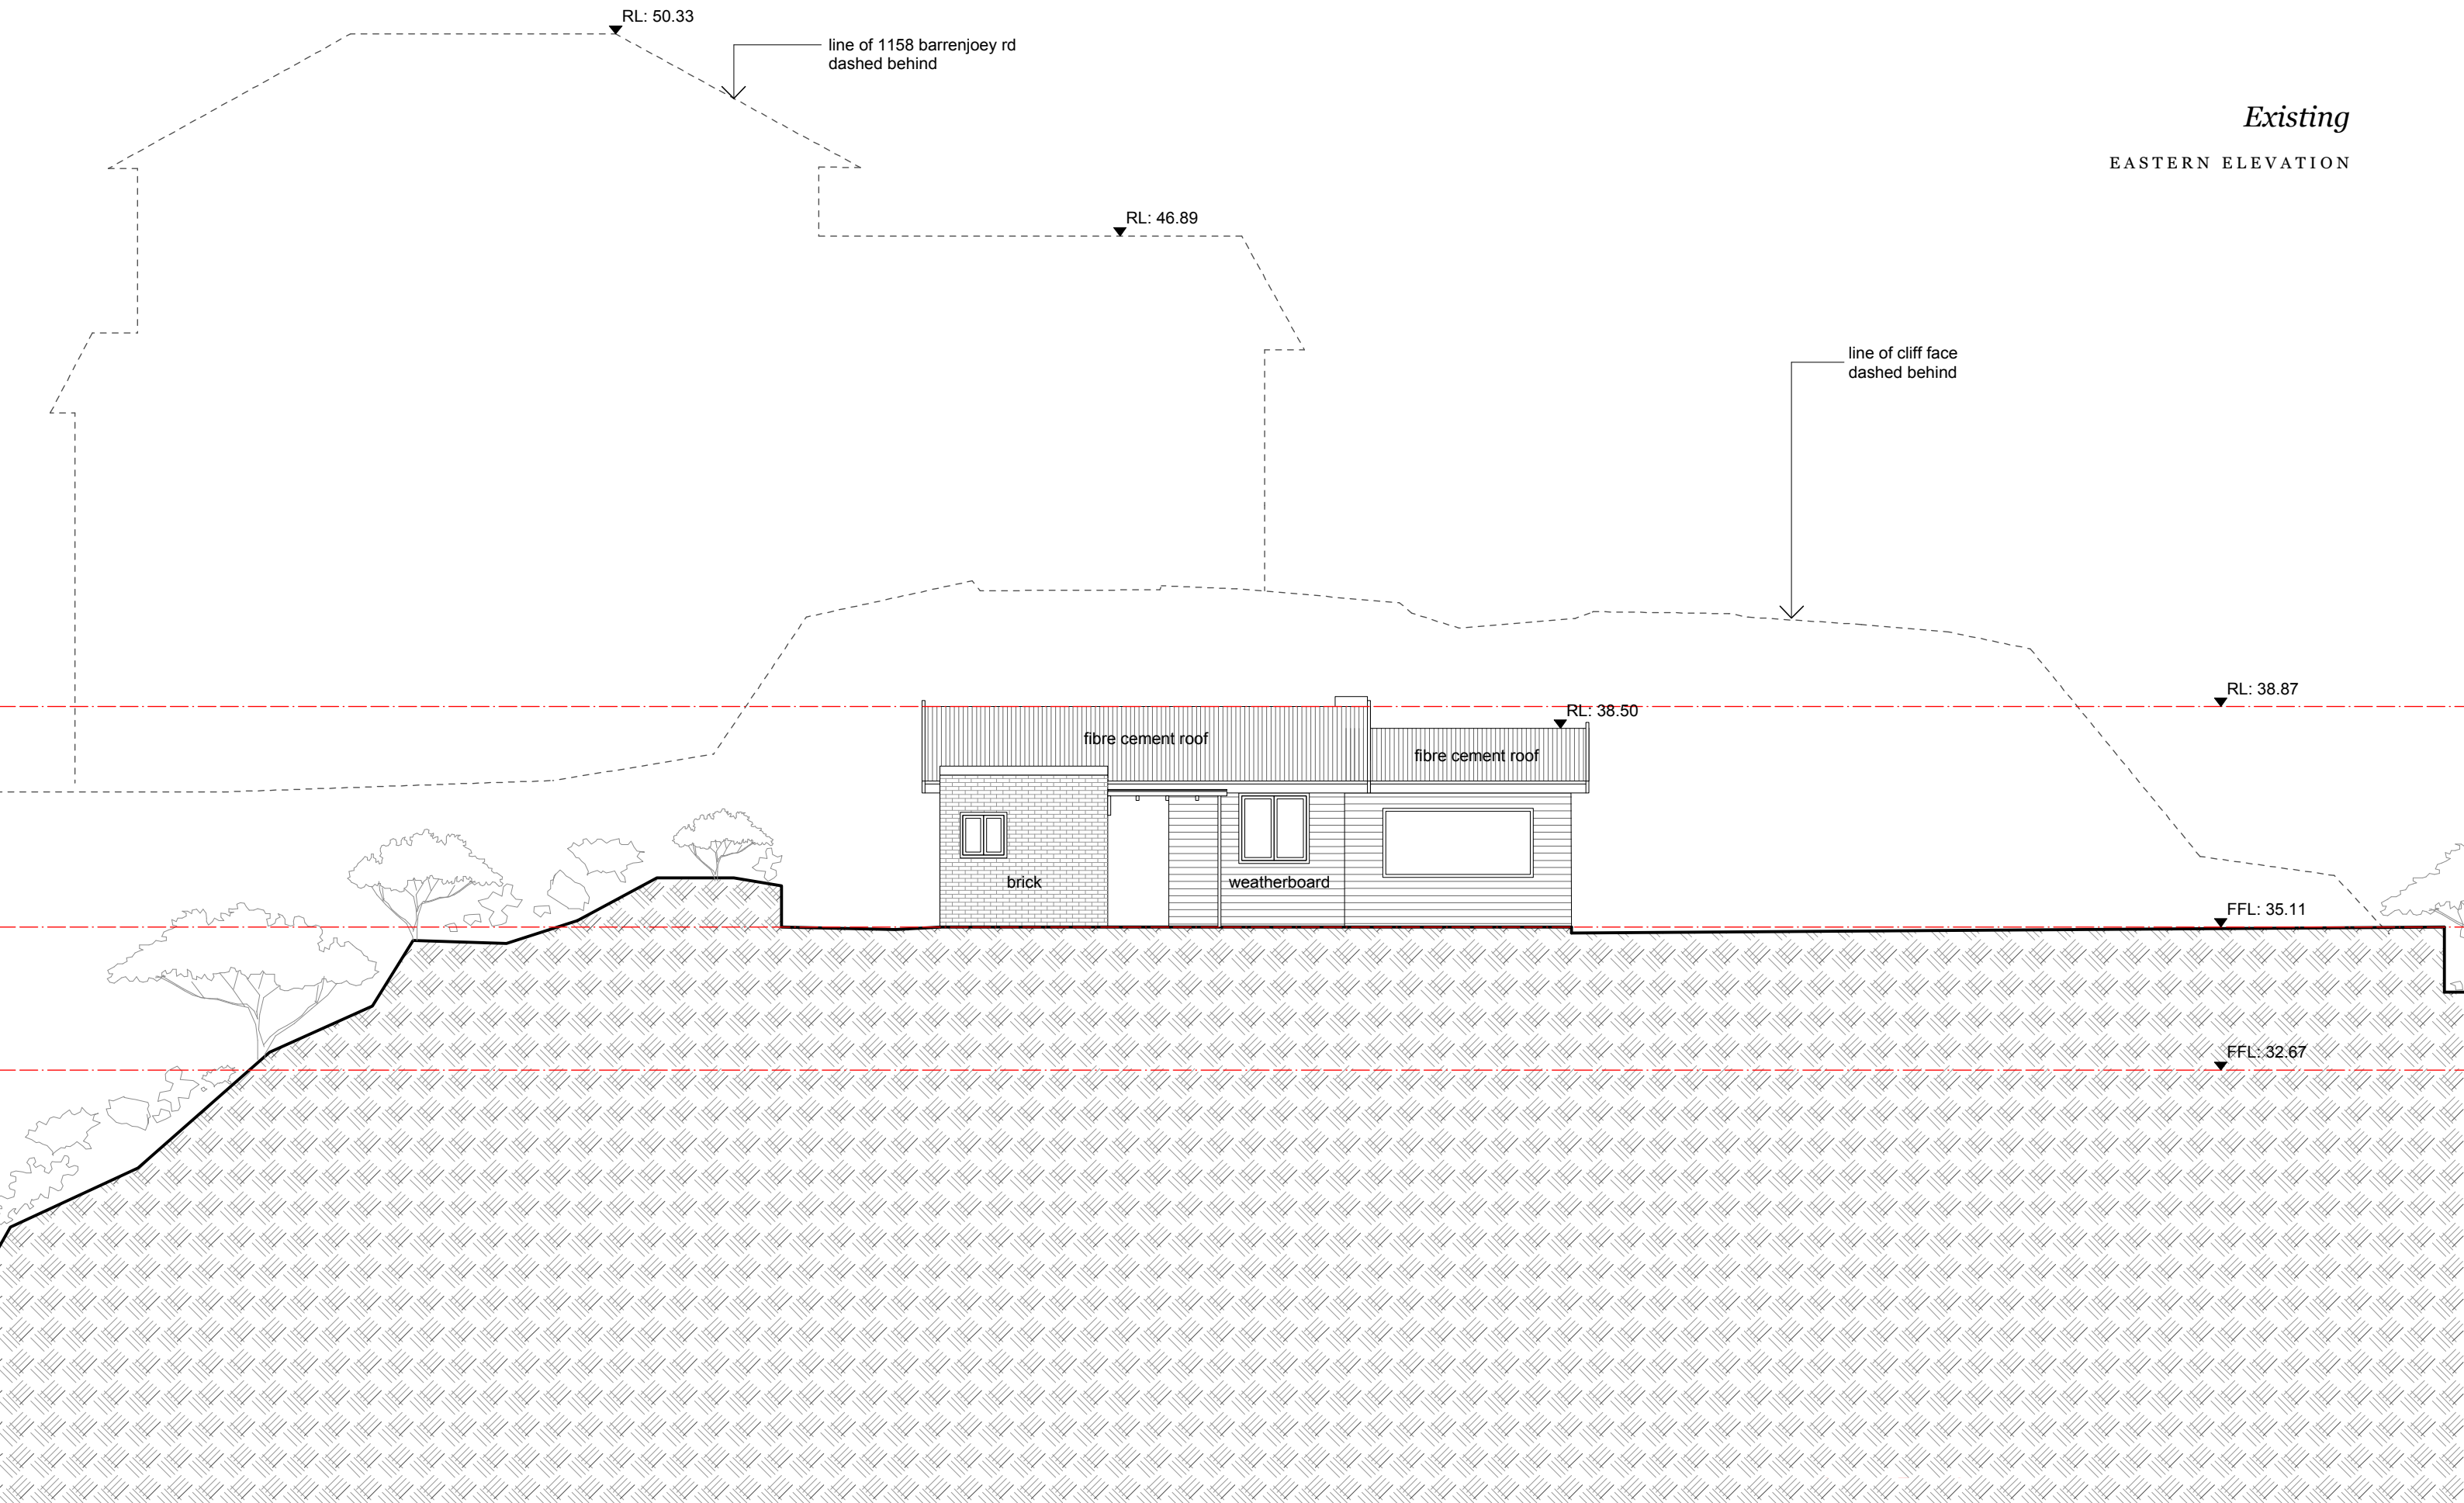 RL: 50.33
line of 1158 barrenjoey rd
dashed behind
Existing
EASTERN ELEVATION
RL: 46.89
line of cliff face
dashed behind
RL: 38.87
RL: 38.50
fibre cement roof
fibre cement roof
brick
weatherboard
FFL: 35.11
FFL: 32.67